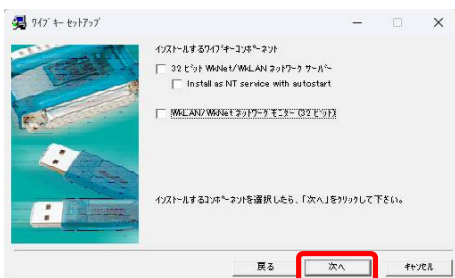 ワイブ キー セットアップ
インストールするワイブキーコンポーネント
32 ビット WkNet/WkLAN ネットワーク サーバー
Install as NT service with autostart
WkLAN/WkNet ネットワーク モニター (32 ビット)
インストールするコンポーネントを選択したら、「次へ」をクリックして下さい。
戻る
次へ
キャンセル